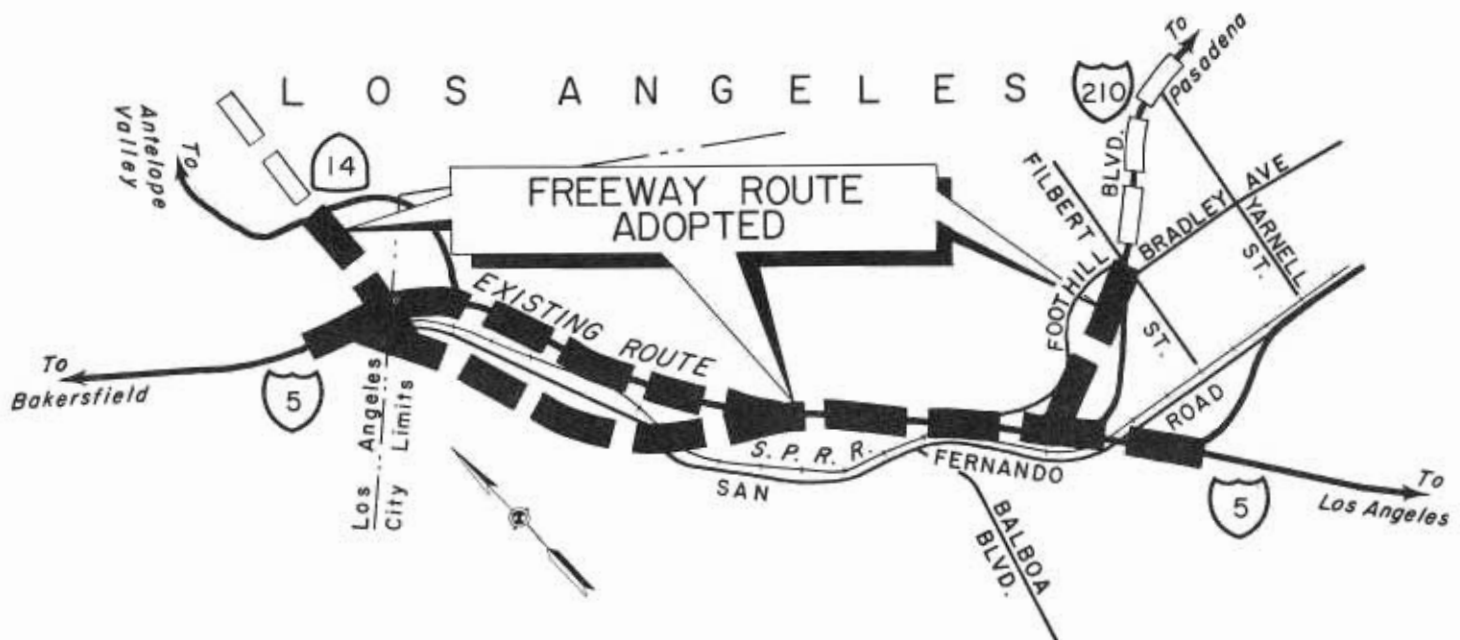 LOS ANGELES
To
Antelope
Valley
14
FREEWAY ROUTE
ADOPTED
210
To
Pasadena
FILBERT
ST.
FOOTHILL BLVD.
BRADLEY AVE
YARNELL
ST.
EXISTING ROUTE
To
Bakersfield
5
Los Angeles
City Limits
S.P.R.R.
SAN FERNANDO ROAD
BALBOA
BLVD.
5
To
Los Angeles